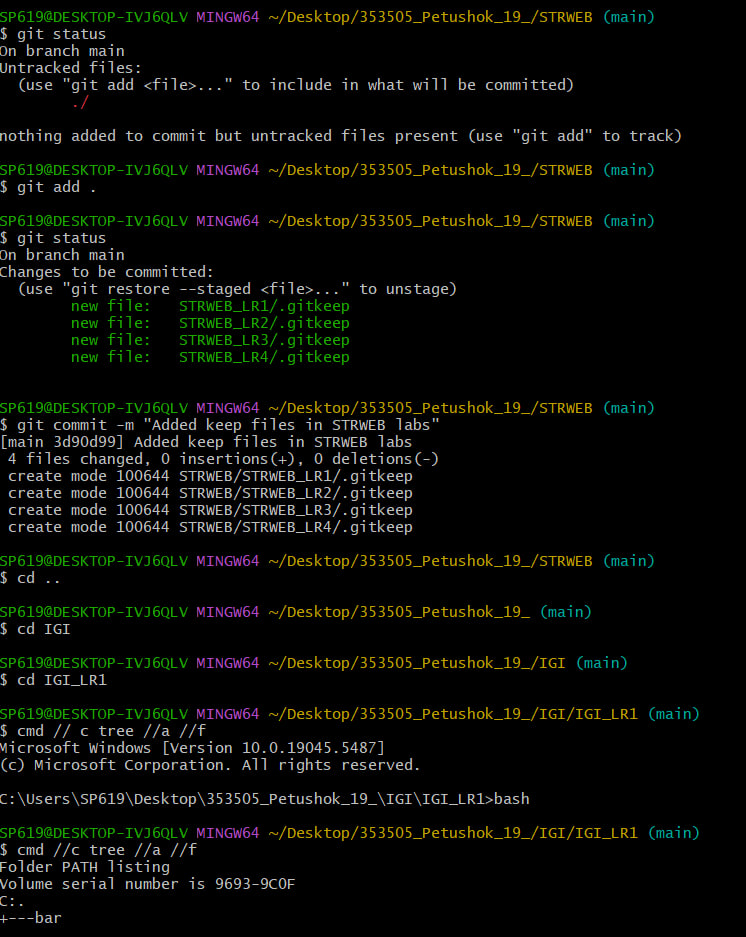 SP619@DESKTOP-IVJ6QLV MINGW64 ~/Desktop/353505_Petushok_19_/STRWEB (main)
$ git status
On branch main
Untracked files:
  (use "git add <file>..." to include in what will be committed)
        ./

nothing added to commit but untracked files present (use "git add" to track)

SP619@DESKTOP-IVJ6QLV MINGW64 ~/Desktop/353505_Petushok_19_/STRWEB (main)
$ git add .

SP619@DESKTOP-IVJ6QLV MINGW64 ~/Desktop/353505_Petushok_19_/STRWEB (main)
$ git status
On branch main
Changes to be committed:
  (use "git restore --staged <file>..." to unstage)
        new file:   STRWEB_LR1/.gitkeep
        new file:   STRWEB_LR2/.gitkeep
        new file:   STRWEB_LR3/.gitkeep
        new file:   STRWEB_LR4/.gitkeep


SP619@DESKTOP-IVJ6QLV MINGW64 ~/Desktop/353505_Petushok_19_/STRWEB (main)
$ git commit -m "Added keep files in STRWEB labs"
[main 3d90d99] Added keep files in STRWEB labs
 4 files changed, 0 insertions(+), 0 deletions(-)
 create mode 100644 STRWEB/STRWEB_LR1/.gitkeep
 create mode 100644 STRWEB/STRWEB_LR2/.gitkeep
 create mode 100644 STRWEB/STRWEB_LR3/.gitkeep
 create mode 100644 STRWEB/STRWEB_LR4/.gitkeep

SP619@DESKTOP-IVJ6QLV MINGW64 ~/Desktop/353505_Petushok_19_/STRWEB (main)
$ cd ..

SP619@DESKTOP-IVJ6QLV MINGW64 ~/Desktop/353505_Petushok_19_ (main)
$ cd IGI

SP619@DESKTOP-IVJ6QLV MINGW64 ~/Desktop/353505_Petushok_19_/IGI (main)
$ cd IGI_LR1

SP619@DESKTOP-IVJ6QLV MINGW64 ~/Desktop/353505_Petushok_19_/IGI/IGI_LR1 (main)
$ cmd // c tree //a //f
Microsoft Windows [Version 10.0.19045.5487]
(c) Microsoft Corporation. All rights reserved.

C:\Users\SP619\Desktop\353505_Petushok_19_\IGI\IGI_LR1>bash

SP619@DESKTOP-IVJ6QLV MINGW64 ~/Desktop/353505_Petushok_19_/IGI/IGI_LR1 (main)
$ cmd //c tree //a //f
Folder PATH listing
Volume serial number is 9693-9C0F
C:.
+---bar